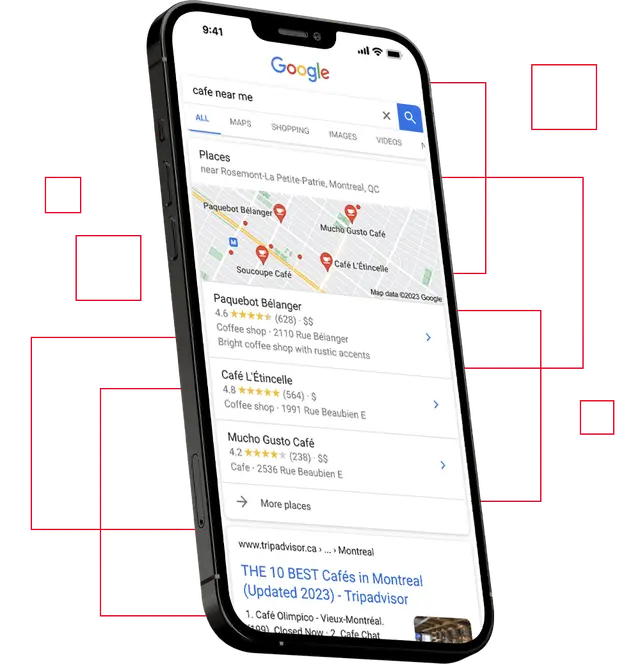 9:41
Google
cafe near me
ALL MAPS SHOPPING IMAGES VIDEOS
Places
near Rosemont-La Petite-Patrie, Montreal, QC
Paquebot Bélanger
Mucho Gusto Café
M
Soucoupe Café
Café L'Étincelle
Map data ©2023 Google
Paquebot Bélanger
4.6 (628) · $$
Coffee shop · 2110 Rue Bélanger
Bright coffee shop with rustic accents
Café L'Étincelle
4.8 (564) · $
Coffee shop · 1991 Rue Beaubien E
Mucho Gusto Café
4.2 (238) · $$
Cafe · 2536 Rue Beaubien E
More places
www.tripadvisor.ca › ... › Montreal
THE 10 BEST Cafés in Montreal
(Updated 2023) - Tripadvisor
1. Café Olimpico - Vieux-Montréal.
(199). Closed Now · 2. Cafe Chat